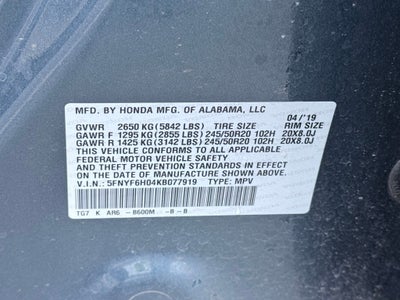 MFD. BY HONDA MFG. OF ALABAMA, LLC
04 /'19
GVWR 2650 KG (5842 LBS) TIRE SIZE RIM SIZE
GAWR F 1295 KG (2855 LBS) 245/50R20 102H 20X8.0J
GAWR R 1425 KG (3142 LBS) 245/50R20 102H 20X8.0J
THIS VEHICLE CONFORMS TO ALL APPLICABLE
FEDERAL MOTOR VEHICLE SAFETY
AND THEFT PREVENTION STANDARDS IN EFFECT ON
THE DATE OF MANUFACTURE SHOWN ABOVE.
V.I.N: 5FNYF6H04KB077919 TYPE: MPV
TG7 K AR6 - B600M -B -B